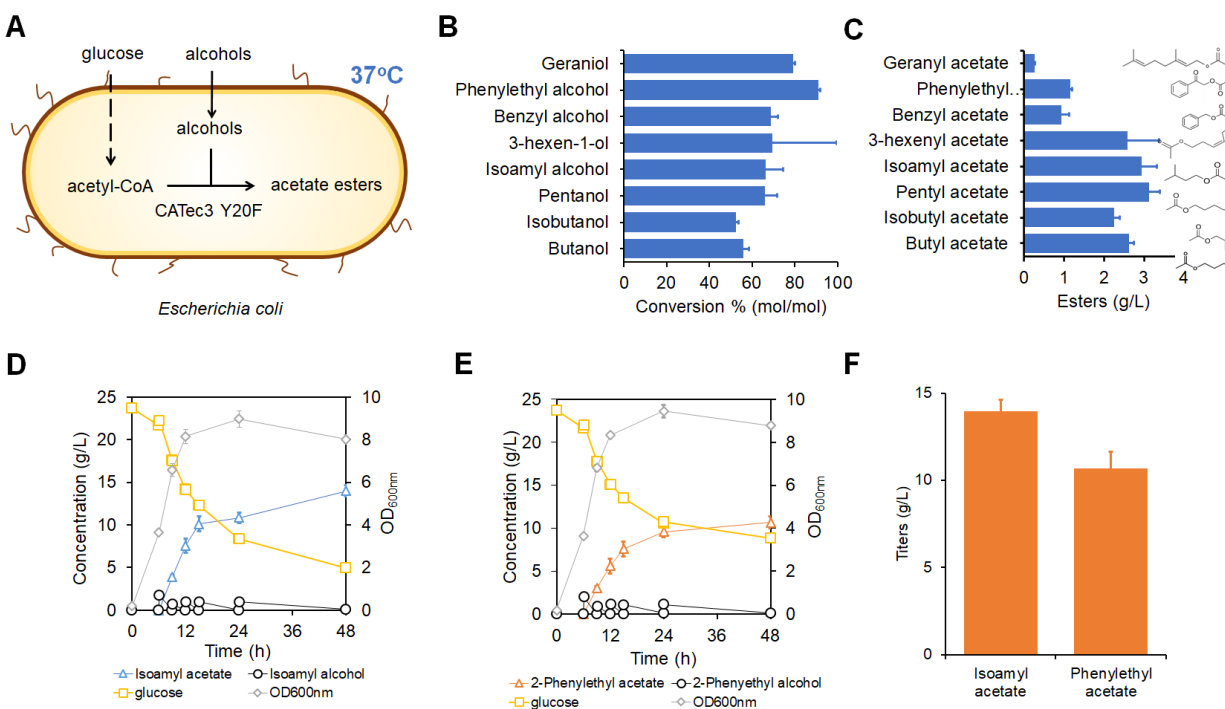 A
glucose
alcohols
37°C
alcohols
acetyl-CoA
acetate esters
CATec3 Y20F
Escherichia coli
B
Geraniol
Phenylethyl alcohol
Benzyl alcohol
3-hexen-1-ol
Isoamyl alcohol
Pentanol
Isobutanol
Butanol
0 20 40 60 80 100
Conversion % (mol/mol)
C
Geranyl acetate
Phenylethyl...
Benzyl acetate
3-hexenyl acetate
Isoamyl acetate
Pentyl acetate
Isobutyl acetate
Butyl acetate
0 1 2 3 4
Esters (g/L)
D
Concentration (g/L)
25
20
15
10
5
0
10
8
6
4
2
0
OD600nm
0 12 24 36 48
Time (h)
Isoamyl acetate
Isoamyl alcohol
glucose
OD600nm
E
Concentration (g/L)
25
20
15
10
5
0
10
8
6
4
2
0
OD600nm
0 12 24 36 48
Time (h)
2-Phenylethyl acetate
2-Phenyethyl alcohol
glucose
OD600nm
F
Titers (g/L)
15
10
5
0
Isoamyl
acetate
Phenylethyl
acetate